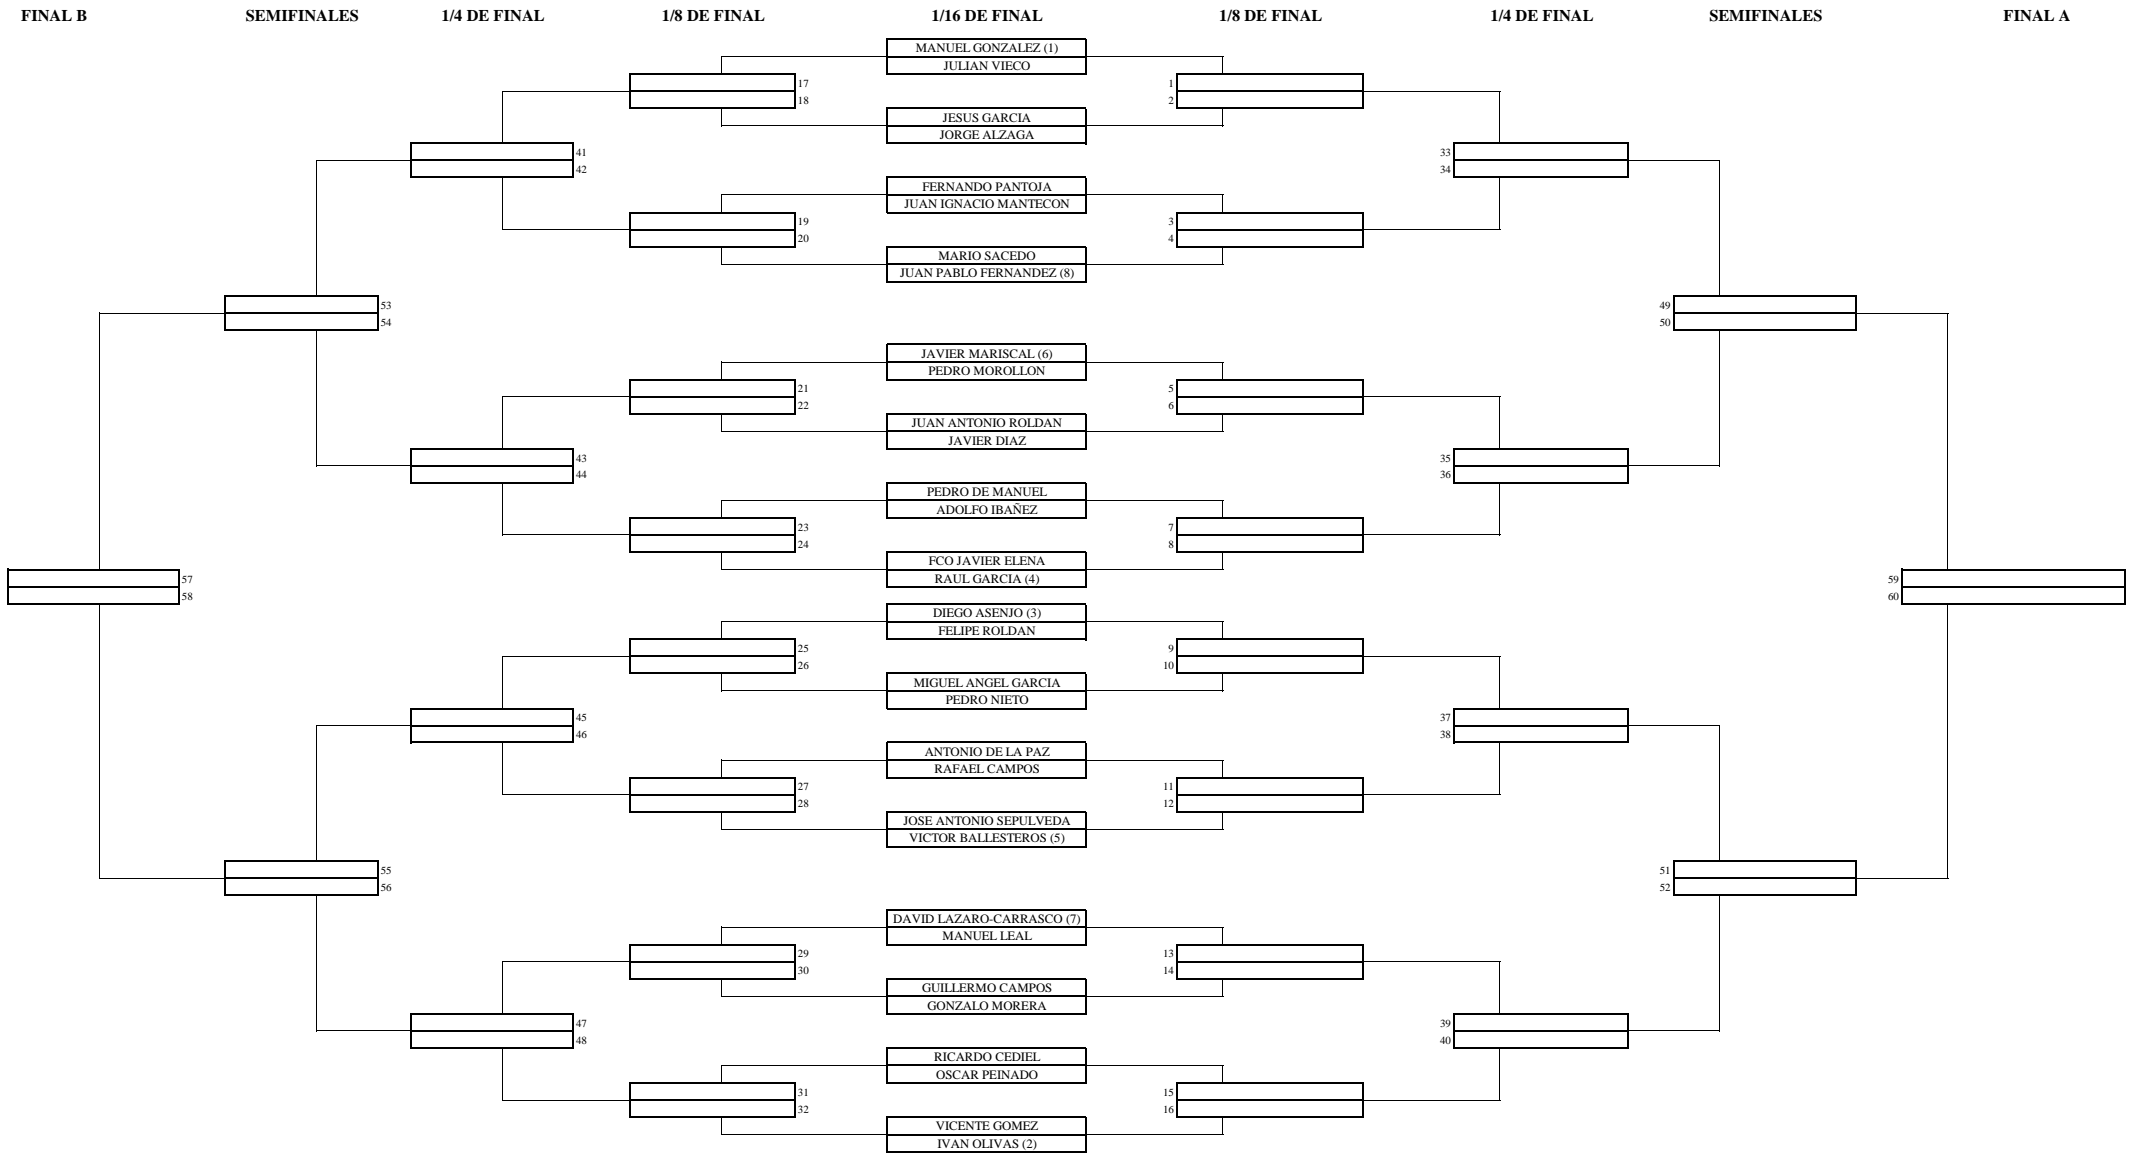 FINAL B SEMIFINALES 1/4 DE FINAL 1/8 DE FINAL 1/16 DE FINAL 1/8 DE FINAL 1/4 DE FINAL SEMIFINALES FINAL A
MANUEL GONZALEZ (1)
JULIAN VIECO
17 1
18 2
JESUS GARCIA
JORGE ALZAGA
41 33
42 34
FERNANDO PANTOJA
JUAN IGNACIO MANTECON
19 3
20 4
MARIO SACEDO
JUAN PABLO FERNANDEZ (8)
53 49
54 50
JAVIER MARISCAL (6)
PEDRO MOROLLON
21 5
22 6
JUAN ANTONIO ROLDAN
JAVIER DIAZ
43 35
44 36
PEDRO DE MANUEL
ADOLFO IBAÑEZ
23 7
24 8
FCO JAVIER ELENA
RAUL GARCIA (4)
57 59
58 60
DIEGO ASENJO (3)
FELIPE ROLDAN
25 9
26 10
MIGUEL ANGEL GARCIA
PEDRO NIETO
45 37
46 38
ANTONIO DE LA PAZ
RAFAEL CAMPOS
27 11
28 12
JOSE ANTONIO SEPULVEDA
VICTOR BALLESTEROS (5)
55 51
56 52
DAVID LAZARO-CARRASCO (7)
MANUEL LEAL
29 13
30 14
GUILLERMO CAMPOS
GONZALO MORERA
47 39
48 40
RICARDO CEDIEL
OSCAR PEINADO
31 15
32 16
VICENTE GOMEZ
IVAN OLIVAS (2)